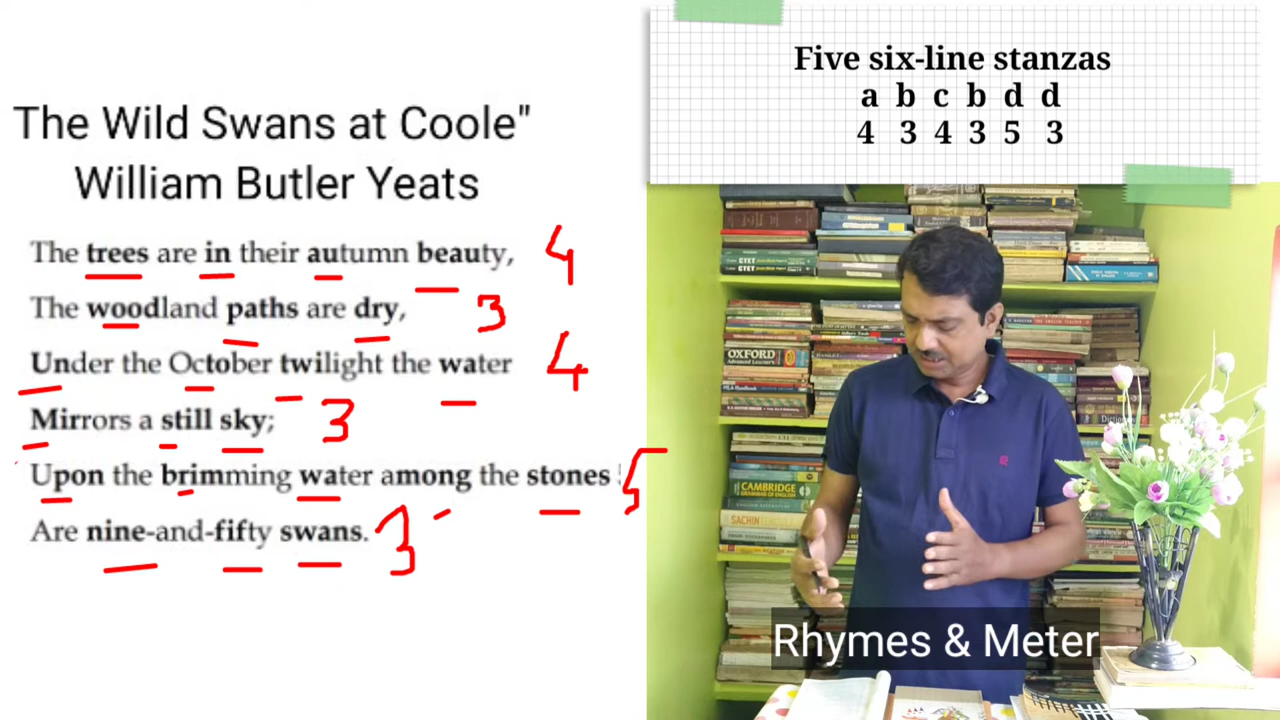 The Wild Swans at Coole"
William Butler Yeats
The trees are in their autumn beauty, 4
The woodland paths are dry, 3
Under the October twilight the water 4
Mirrors a still sky; 3
Upon the brimming water among the stones 5
Are nine-and-fifty swans. 3
Five six-line stanzas
a b c b d d
4 3 4 3 5 3
OXFORD
CAMBRIDGE
SACHIN
Rhymes & Meter